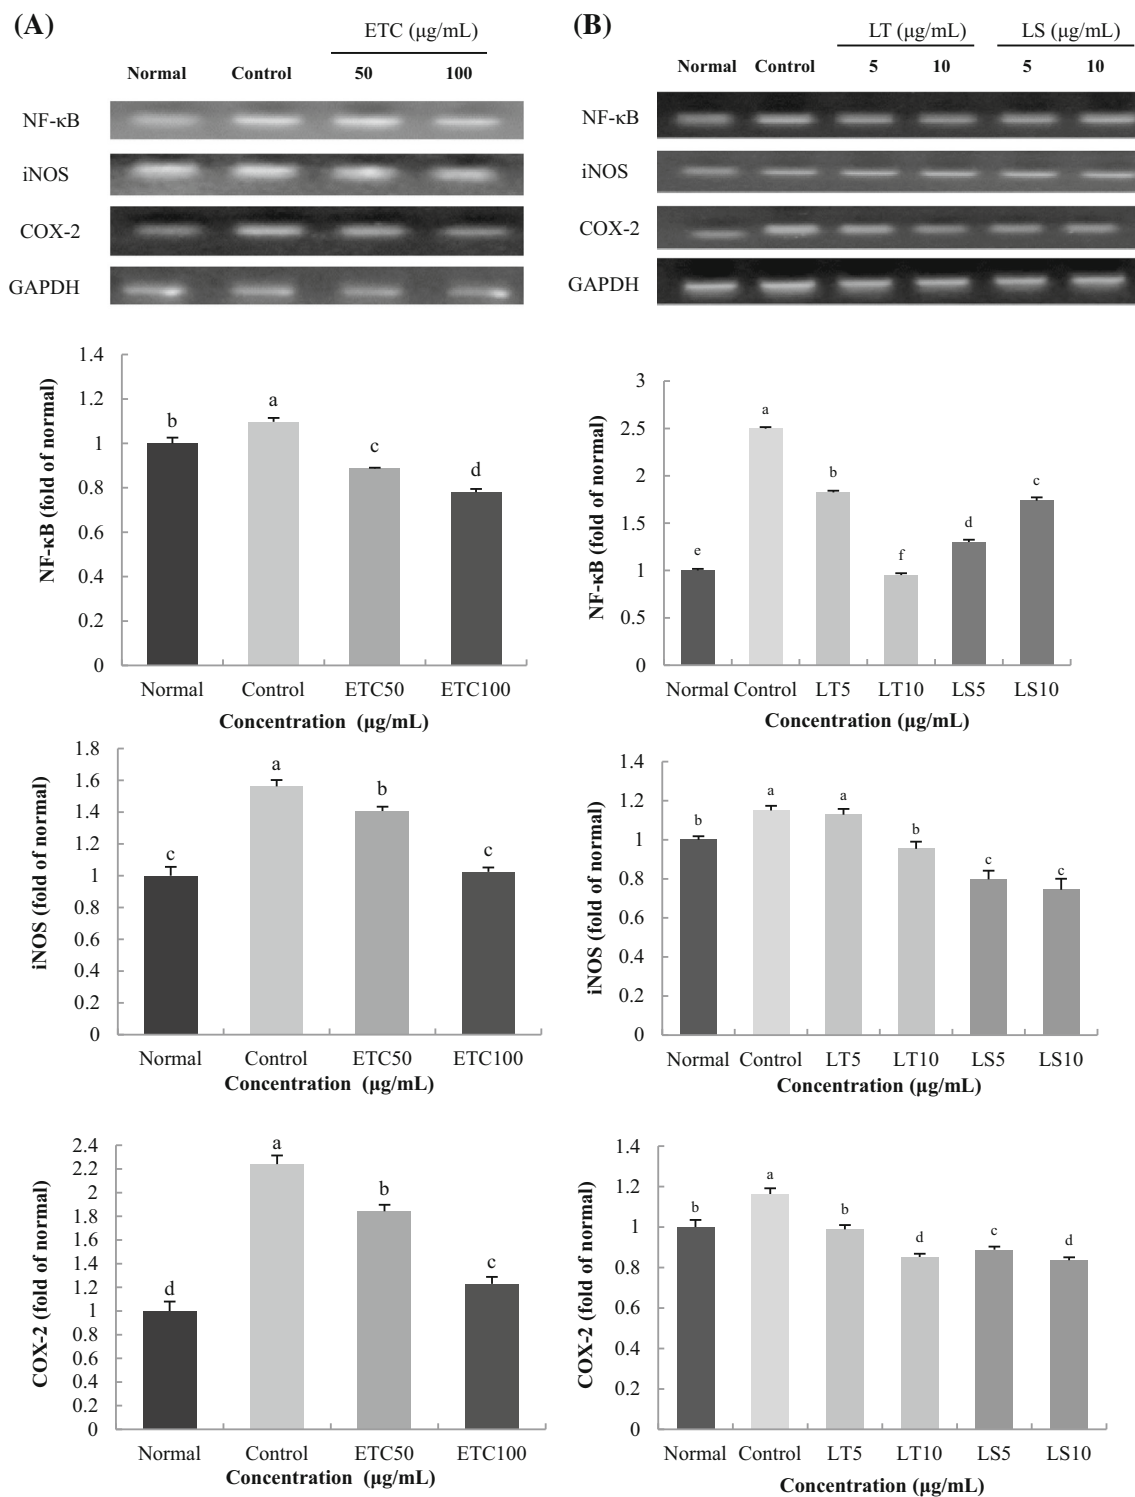 (A)
ETC (μg/mL)
Normal Control 50 100
NF-κB
iNOS
COX-2
GAPDH
1.4
1.2
1
0.8
0.6
0.4
0.2
0
NF-κB (fold of normal)
b a c d
Normal Control ETC50 ETC100
Concentration (μg/mL)
1.8
1.6
1.4
1.2
1
0.8
0.6
0.4
0.2
0
iNOS (fold of normal)
c a b c
Normal Control ETC50 ETC100
Concentration (μg/mL)
2.4
2.2
2
1.8
1.6
1.4
1.2
1
0.8
0.6
0.4
0.2
0
COX-2 (fold of normal)
d a b c
Normal Control ETC50 ETC100
Concentration (μg/mL)
(B)
LT (μg/mL) LS (μg/mL)
Normal Control 5 10 5 10
NF-κB
iNOS
COX-2
GAPDH
3
2.5
2
1.5
1
0.5
0
NF-κB (fold of normal)
e a b f d c
Normal Control LT5 LT10 LS5 LS10
Concentration (μg/mL)
1.4
1.2
1
0.8
0.6
0.4
0.2
0
iNOS (fold of normal)
b a a b c c
Normal Control LT5 LT10 LS5 LS10
Concentration (μg/mL)
1.4
1.2
1
0.8
0.6
0.4
0.2
0
COX-2 (fold of normal)
b a b d c d
Normal Control LT5 LT10 LS5 LS10
Concentration (μg/mL)